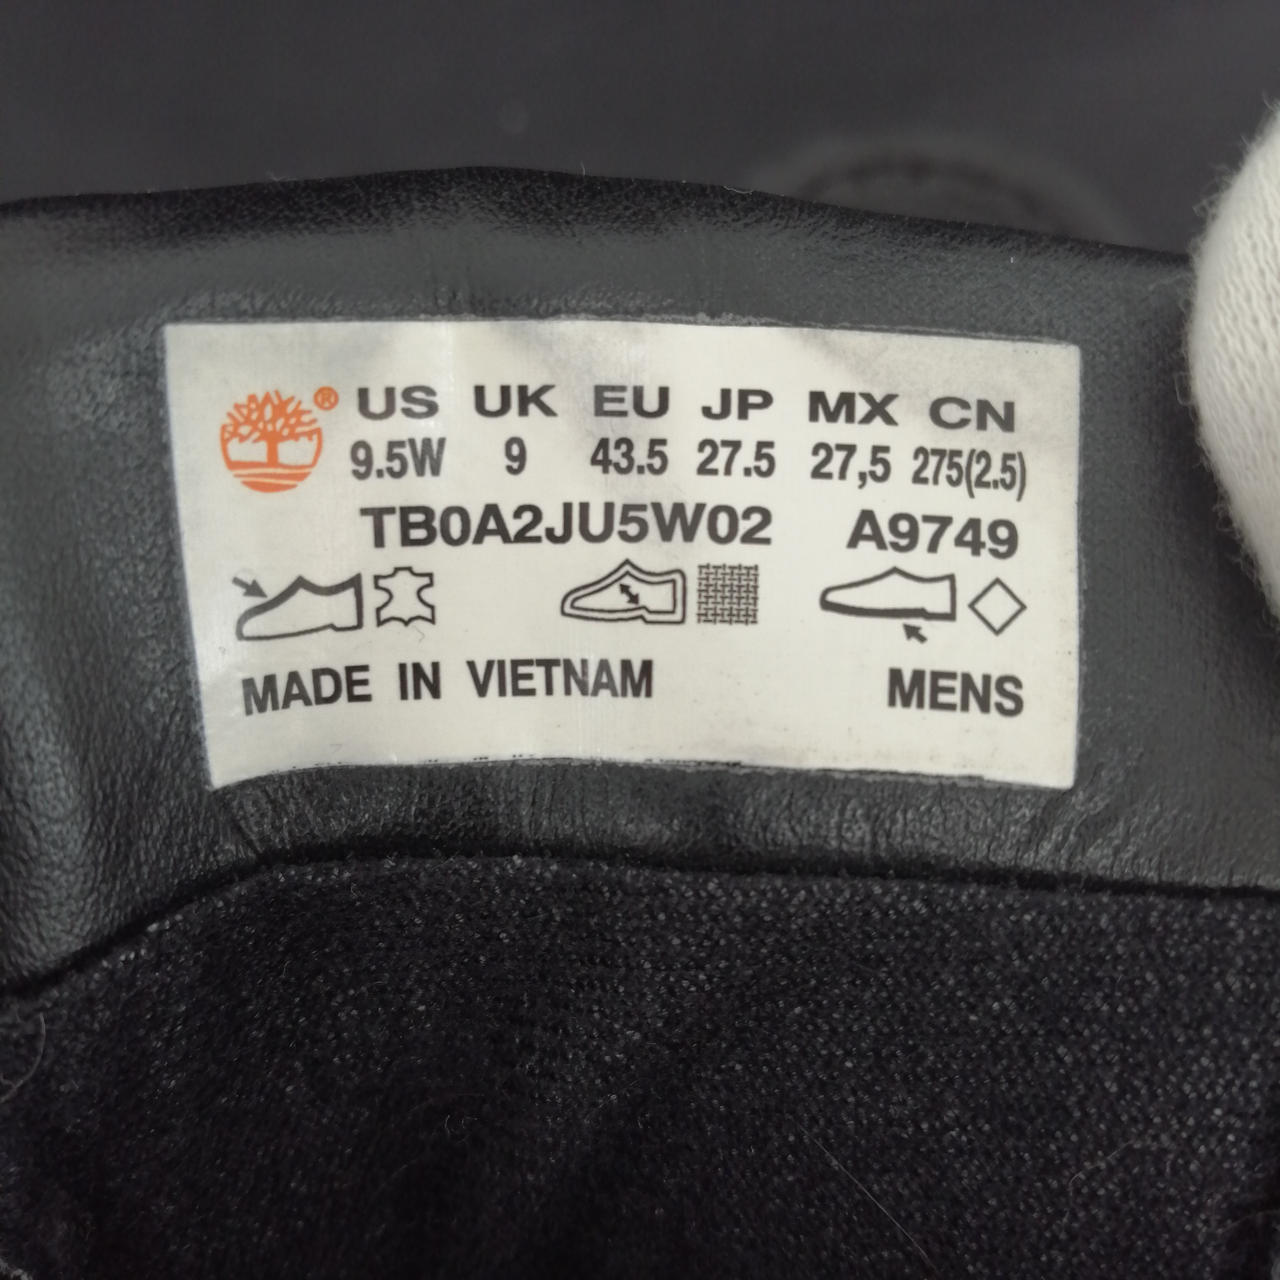 ® US UK EU JP MX CN
9.5W 9 43.5 27.5 27,5 275(2.5)
TB0A2JU5W02 A9749
MADE IN VIETNAM MENS